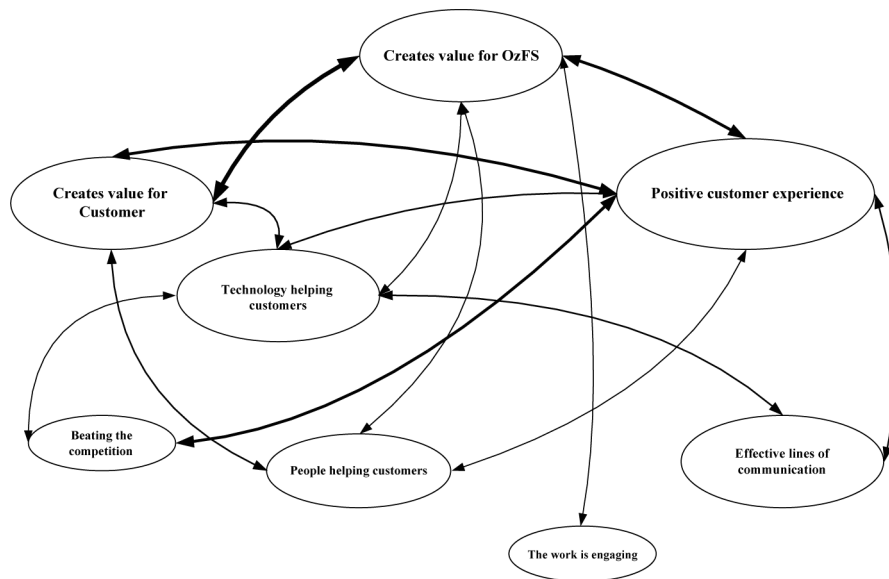 Creates value for OzFS
Creates value for
Customer
Positive customer experience
Technology helping
customers
Beating the
competition
People helping customers
Effective lines of
communication
The work is engaging